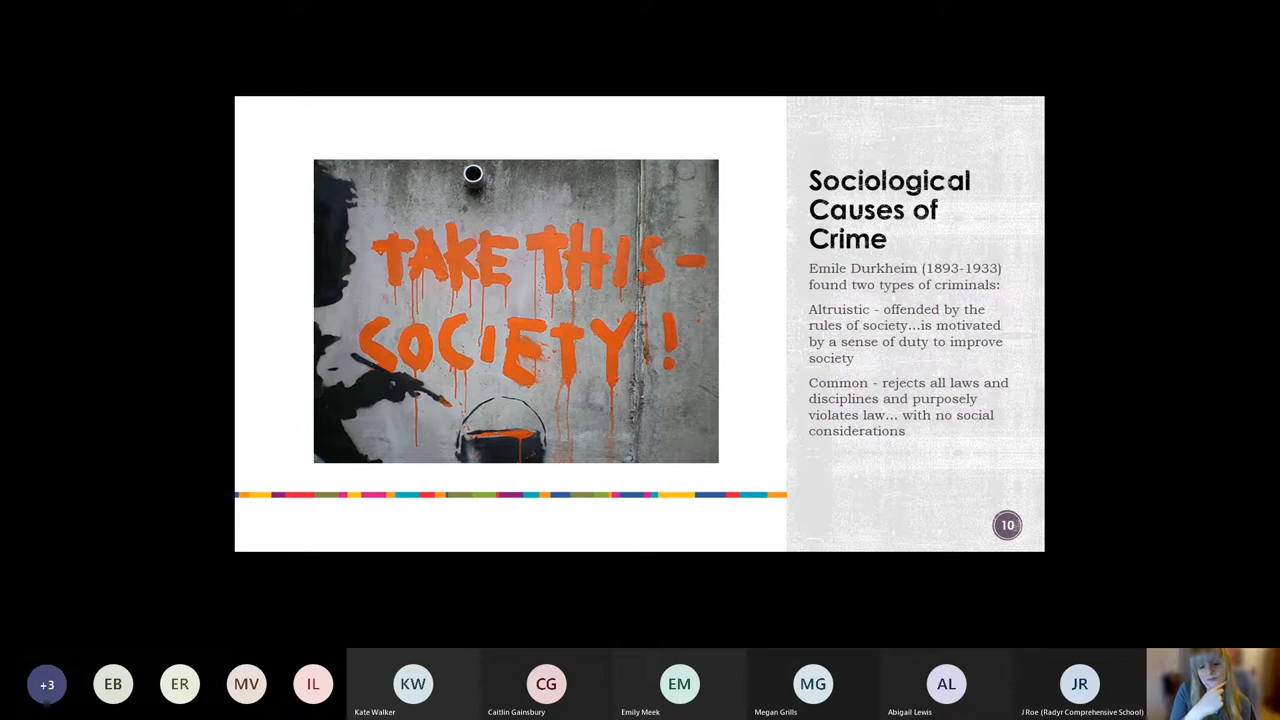 TAKE THIS-
SOCIETY!
Sociological
Causes of
Crime
Emile Durkheim (1893-1933)
found two types of criminals:
Altruistic - offended by the
rules of society...is motivated
by a sense of duty to improve
society
Common - rejects all laws and
disciplines and purposely
violates law... with no social
considerations
10
+3
EB
ER
MV
IL
KW
CG
EM
MG
AL
JR
Kate Walker
Caitlin Gainsbury
Emily Meek
Megan Grills
Abigail Lewis
J Roe (Radyr Comprehensive School)